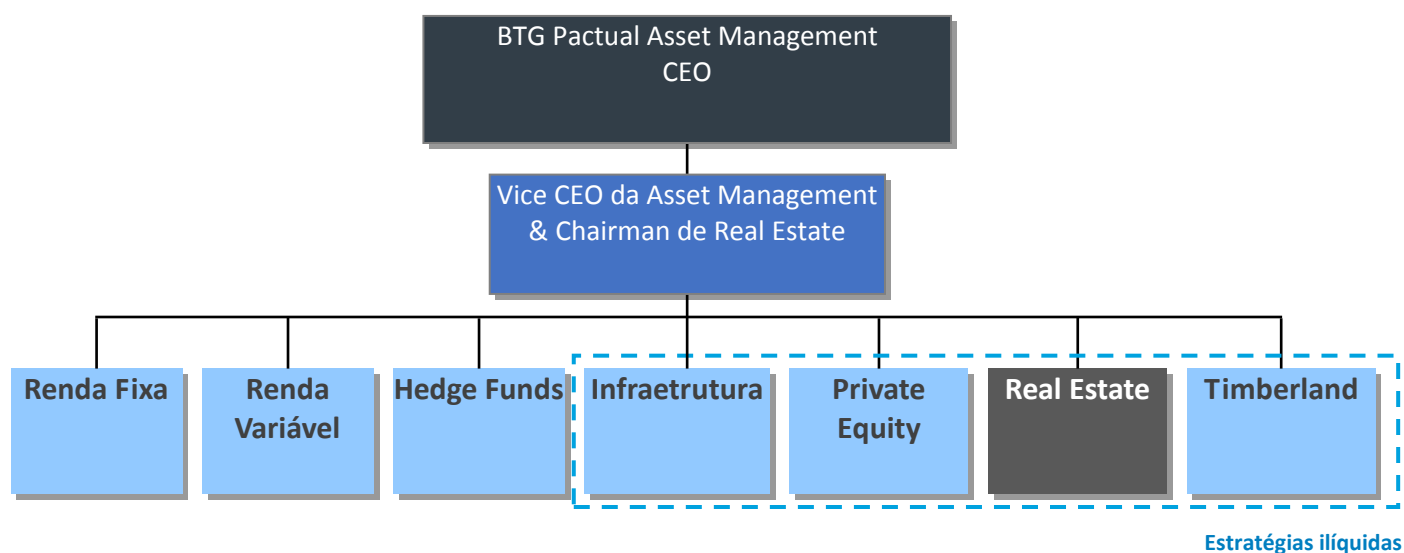 BTG Pactual Asset Management
CEO
Vice CEO da Asset Management
& Chairman de Real Estate
Renda Fixa
Renda
Variável
Hedge Funds
Infraetrutura
Private
Equity
Real Estate
Timberland
Estratégias ilíquidas